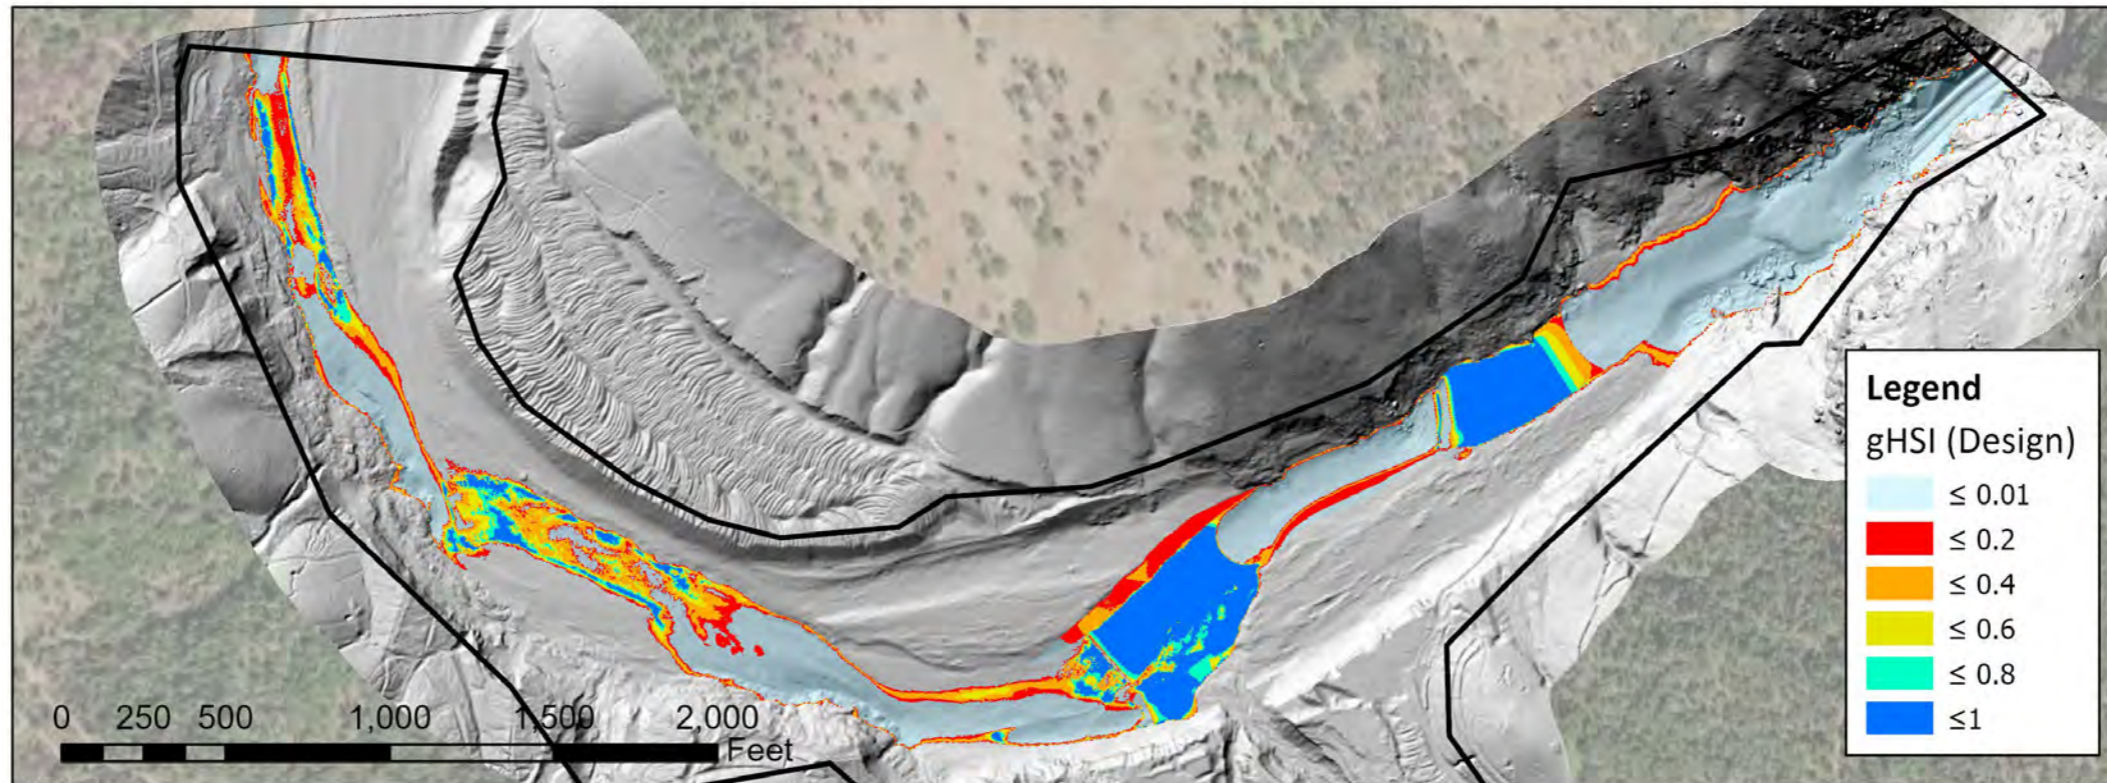 Legend
gHSI (Design)
≤ 0.01
≤ 0.2
≤ 0.4
≤ 0.6
≤ 0.8
≤1
0 250 500 1,000 1,500 2,000
Feet